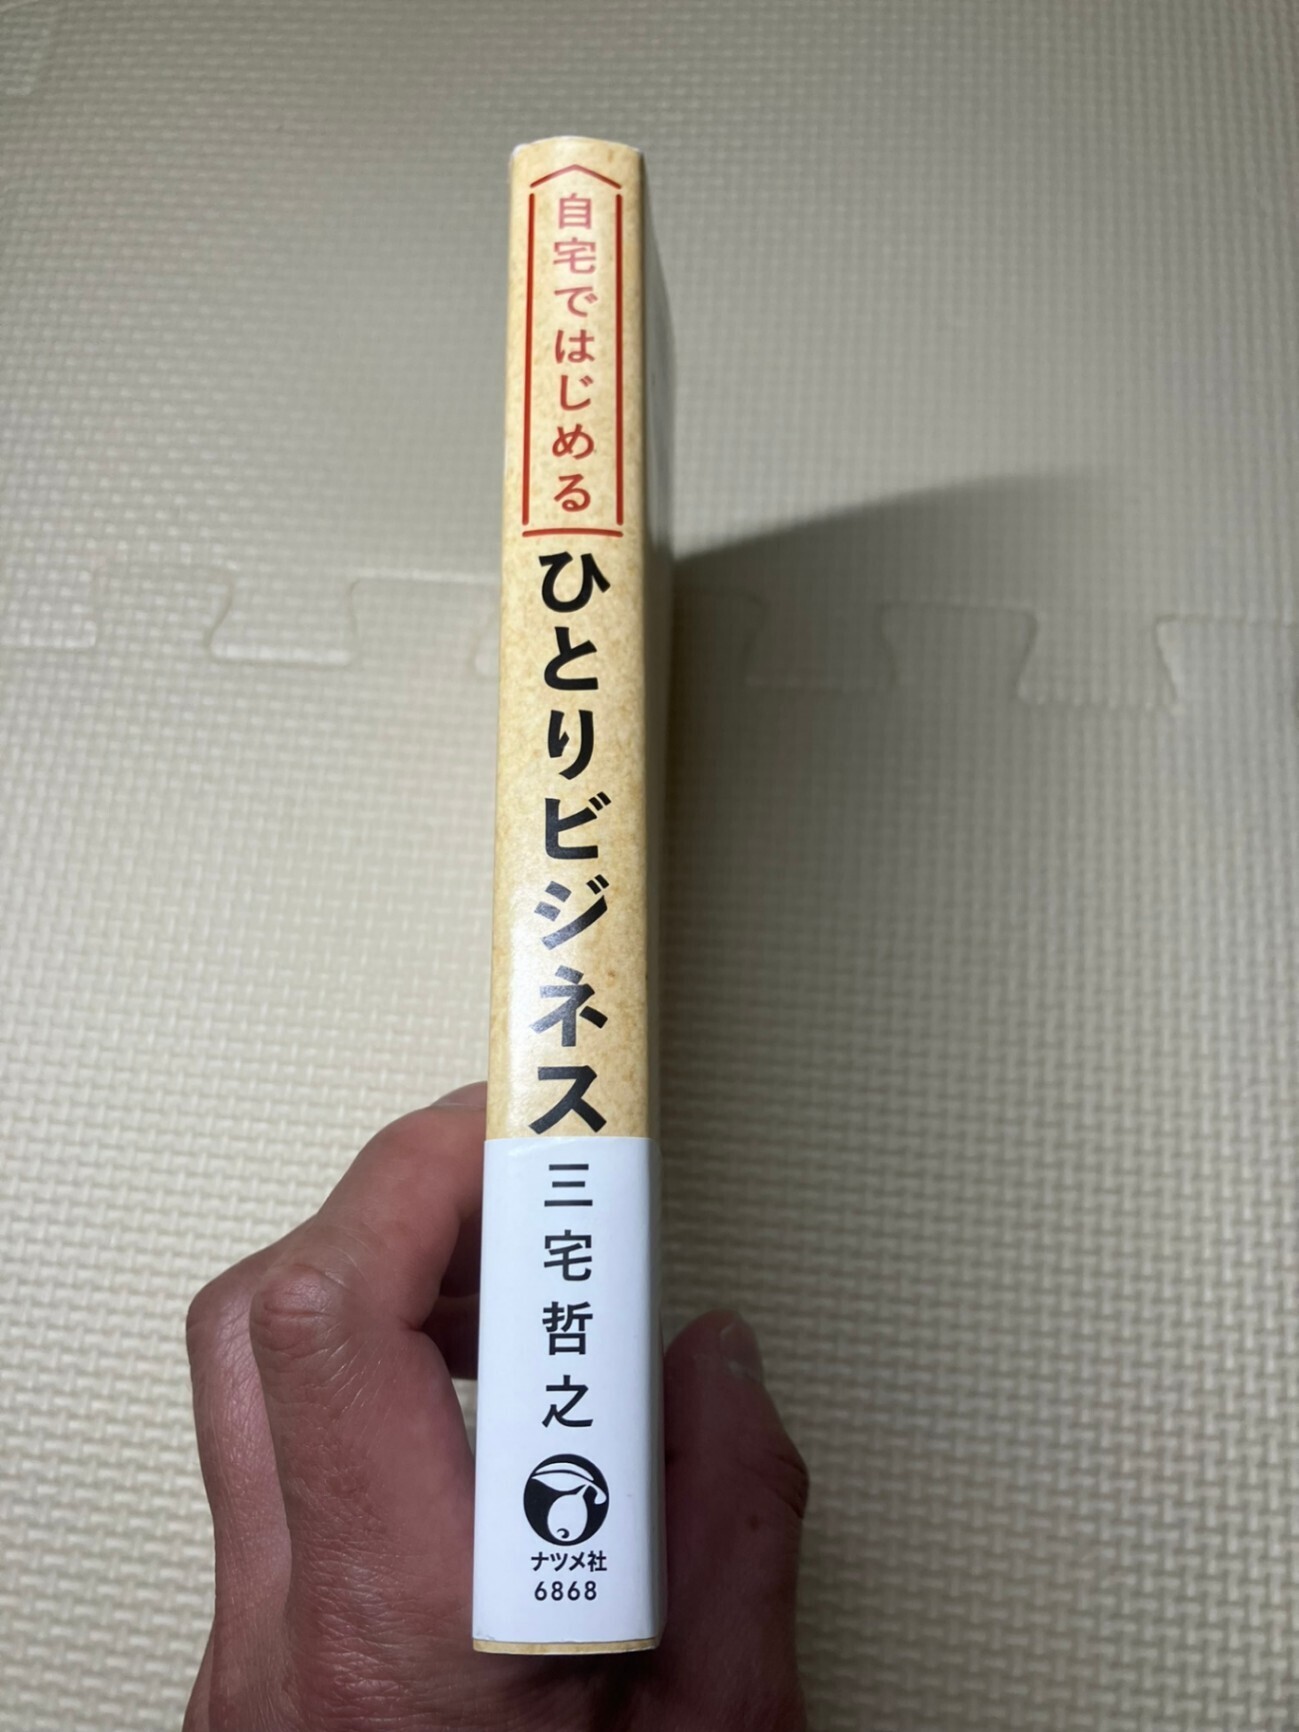 自宅ではじめる
ひとりビジネス
三宅哲之
ナツメ社
6868